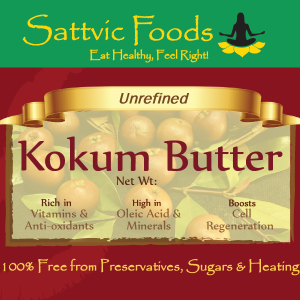 Sattvic Foods
Eat Healthy, Feel Right!
Unrefined
Kokum Butter
Net Wt:
Rich in
Vitamins &
Anti-oxidants
High in
Oleic Acid &
Minerals
Boosts
Cell
Regeneration
100% Free from Preservatives, Sugars & Heating